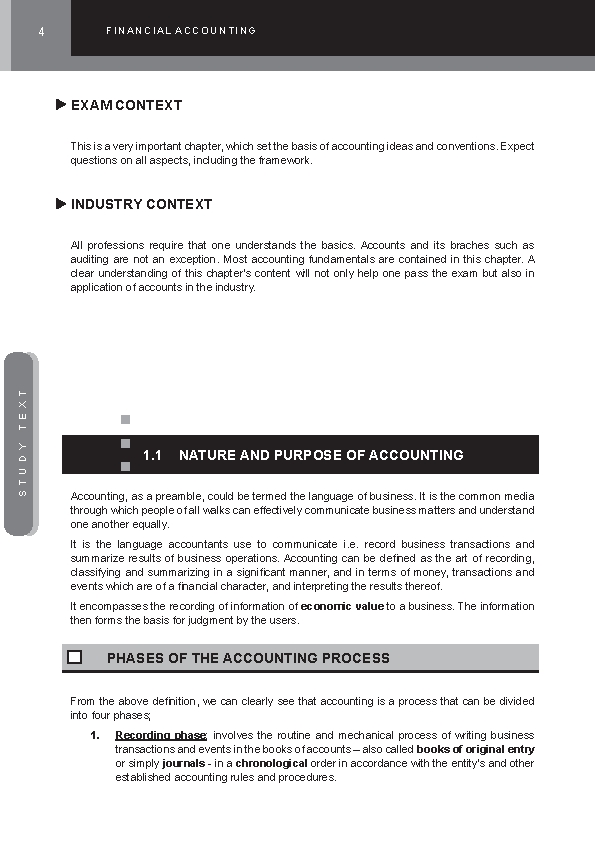 4
FINANCIAL ACCOUNTING
EXAM CONTEXT
This is a very important chapter, which set the basis of accounting ideas and conventions. Expect
questions on all aspects, including the framework.
INDUSTRY CONTEXT
All professions require that one understands the basics. Accounts and its braches such as
auditing are not an exception. Most accounting fundamentals are contained in this chapter. A
clear understanding of this chapter's content will not only help one pass the exam but also in
application of accounts in the industry.
STUDY TEXT
1.1 NATURE AND PURPOSE OF ACCOUNTING
Accounting, as a preamble, could be termed the language of business. It is the common media
through which people of all walks can effectively communicate business matters and understand
one another equally.
It is the language accountants use to communicate i.e. record business transactions and
summarize results of business operations. Accounting can be defined as the art of recording,
classifying and summarizing in a significant manner, and in terms of money, transactions and
events which are of a financial character, and interpreting the results thereof.
It encompasses the recording of information of economic value to a business. The information
then forms the basis for judgment by the users.
PHASES OF THE ACCOUNTING PROCESS
From the above definition, we can clearly see that accounting is a process that can be divided
into four phases;
1. Recording phase: involves the routine and mechanical process of writing business
transactions and events in the books of accounts – also called books of original entry
or simply journals - in a chronological order in accordance with the entity's and other
established accounting rules and procedures.